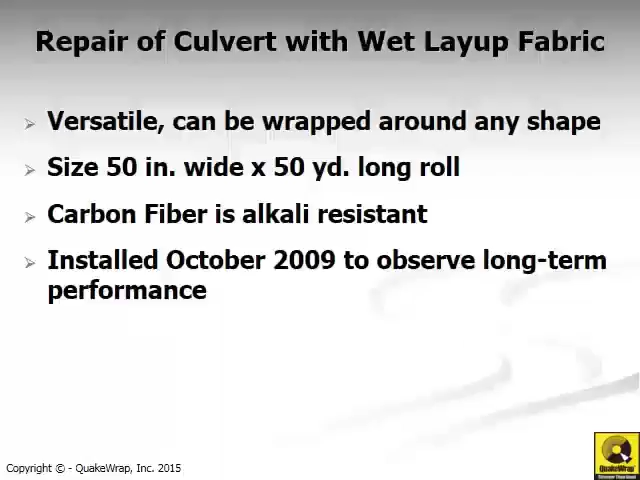 Repair of Culvert with Wet Layup Fabric
Versatile, can be wrapped around any shape
Size 50 in. wide x 50 yd. long roll
Carbon Fiber is alkali resistant
Installed October 2009 to observe long-term
performance
Copyright © - QuakeWrap, Inc. 2015
QuakeWrap